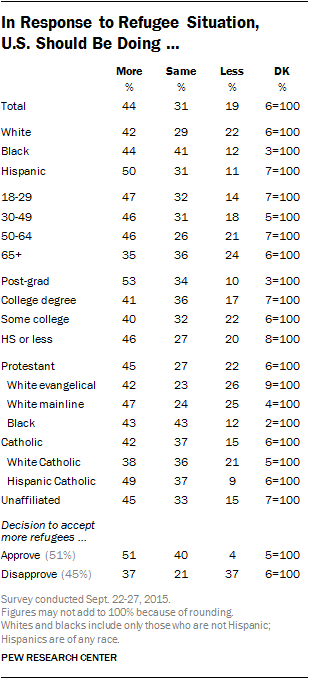 In Response to Refugee Situation,
U.S. Should Be Doing ...
More Same Less DK
% % % %
Total 44 31 19 6=100
White 42 29 22 6=100
Black 44 41 12 3=100
Hispanic 50 31 11 7=100
18-29 47 32 14 7=100
30-49 46 31 18 5=100
50-64 46 26 21 7=100
65+ 35 36 24 6=100
Post-grad 53 34 10 3=100
College degree 41 36 17 7=100
Some college 40 32 22 6=100
HS or less 46 27 20 8=100
Protestant 45 27 22 6=100
White evangelical 42 23 26 9=100
White mainline 47 24 25 4=100
Black 43 43 12 2=100
Catholic 42 37 15 6=100
White Catholic 38 36 21 5=100
Hispanic Catholic 49 37 9 6=100
Unaffiliated 45 33 15 7=100
Decision to accept
more refugees ...
Approve (51%) 51 40 4 5=100
Disapprove (45%) 37 21 37 6=100
Survey conducted Sept. 22-27, 2015.
Figures may not add to 100% because of rounding.
Whites and blacks include only those who are not Hispanic;
Hispanics are of any race.
PEW RESEARCH CENTER